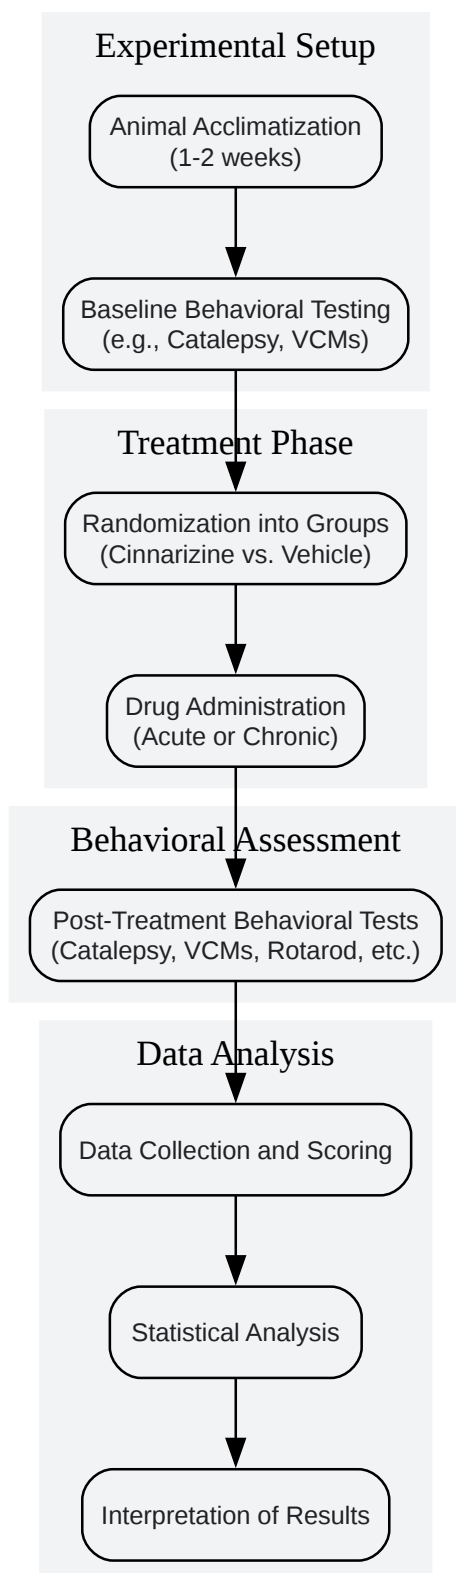 Experimental Setup
Animal Acclimatization
(1-2 weeks)
Baseline Behavioral Testing
(e.g., Catalepsy, VCMs)
Treatment Phase
Randomization into Groups
(Cinnarizine vs. Vehicle)
Drug Administration
(Acute or Chronic)
Behavioral Assessment
Post-Treatment Behavioral Tests
(Catalepsy, VCMs, Rotarod, etc.)
Data Analysis
Data Collection and Scoring
Statistical Analysis
Interpretation of Results